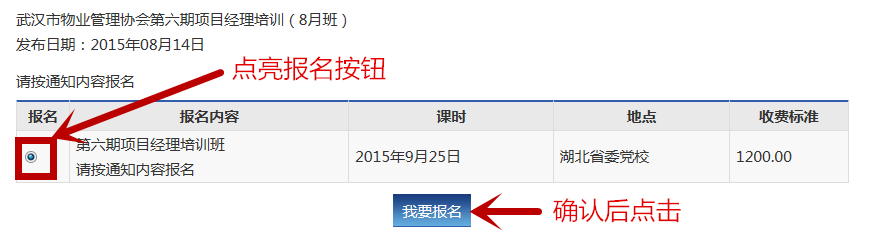 武汉市物业管理协会第六期项目经理培训（8月班）
发布日期：2015年08月14日
点亮报名按钮
请按通知内容报名
报名 报名内容 课时 地点 收费标准
第六期项目经理培训班
请按通知内容报名
2015年9月25日 湖北省委党校 1200.00
我要报名 确认后点击